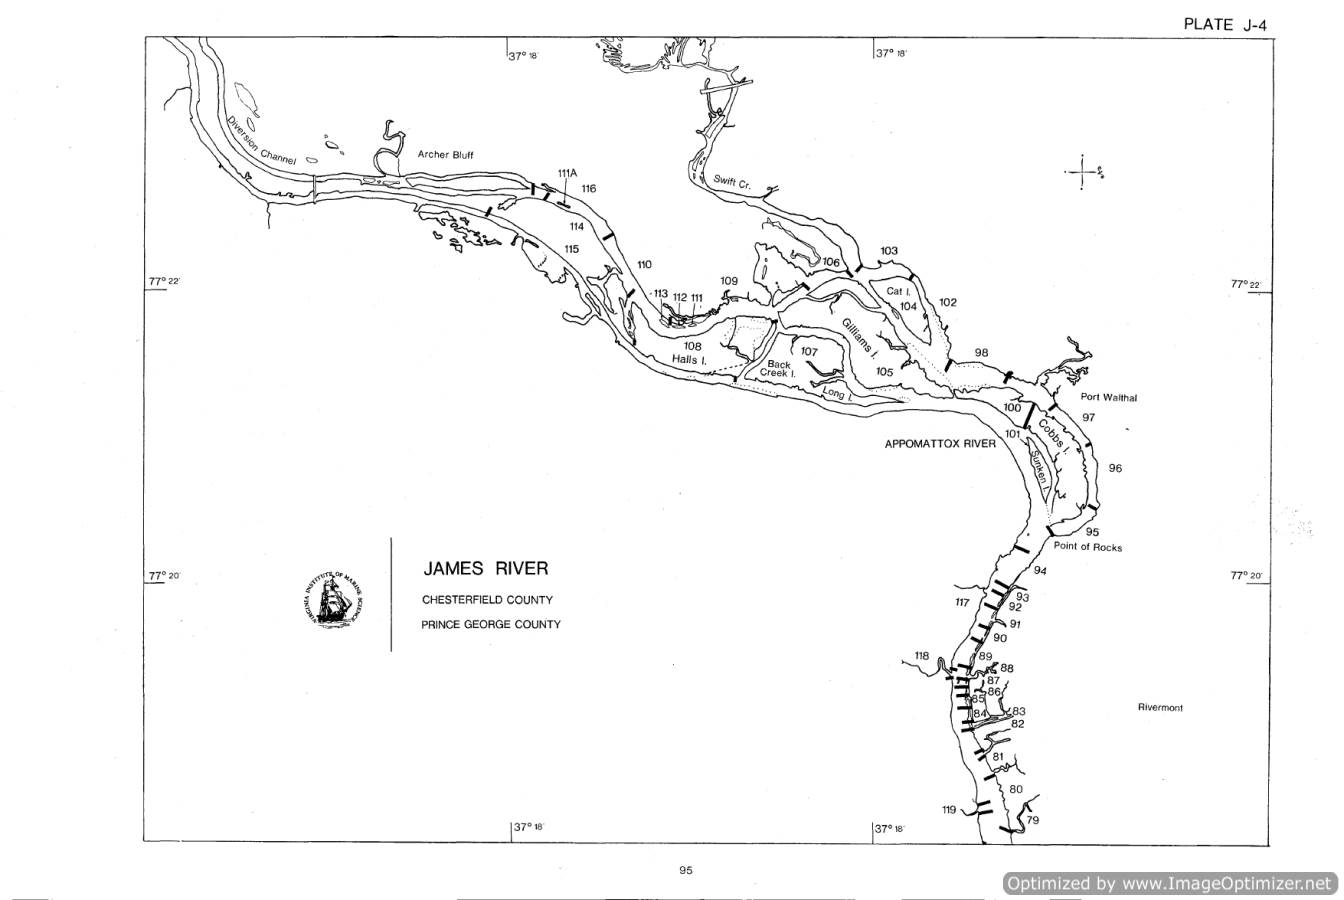 PLATE J-4
37° 18'
37° 18'
Diversion Channel
Archer Bluff
111A
116
114
115
110
Swift Cr.
103
106
Cat I.
104
102
77° 22'
77° 22'
113
112
111
109
108
Halls I.
Gilliams I.
107
Back
Creek I.
105
Long I.
98
Port Walthal
100
97
101
Cobbs I.
APPOMATTOX RIVER
Sunken I.
96
95
Point of Rocks
94
77° 20'
77° 20'
JAMES RIVER
CHESTERFIELD COUNTY
PRINCE GEORGE COUNTY
VIRGINIA INSTITUTE OF MARINE SCIENCE
117
93
92
91
90
118
89
88
87
86
85
84
83
82
Rivermont
81
80
119
79
37° 18'
37° 18'
95
Optimized by www.ImageOptimizer.net